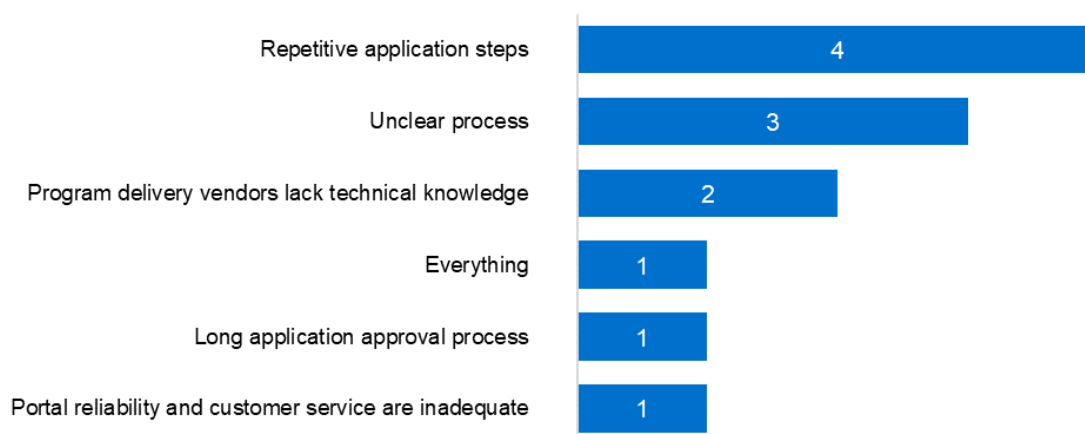 Repetitive application steps 4
Unclear process 3
Program delivery vendors lack technical knowledge 2
Everything 1
Long application approval process 1
Portal reliability and customer service are inadequate 1